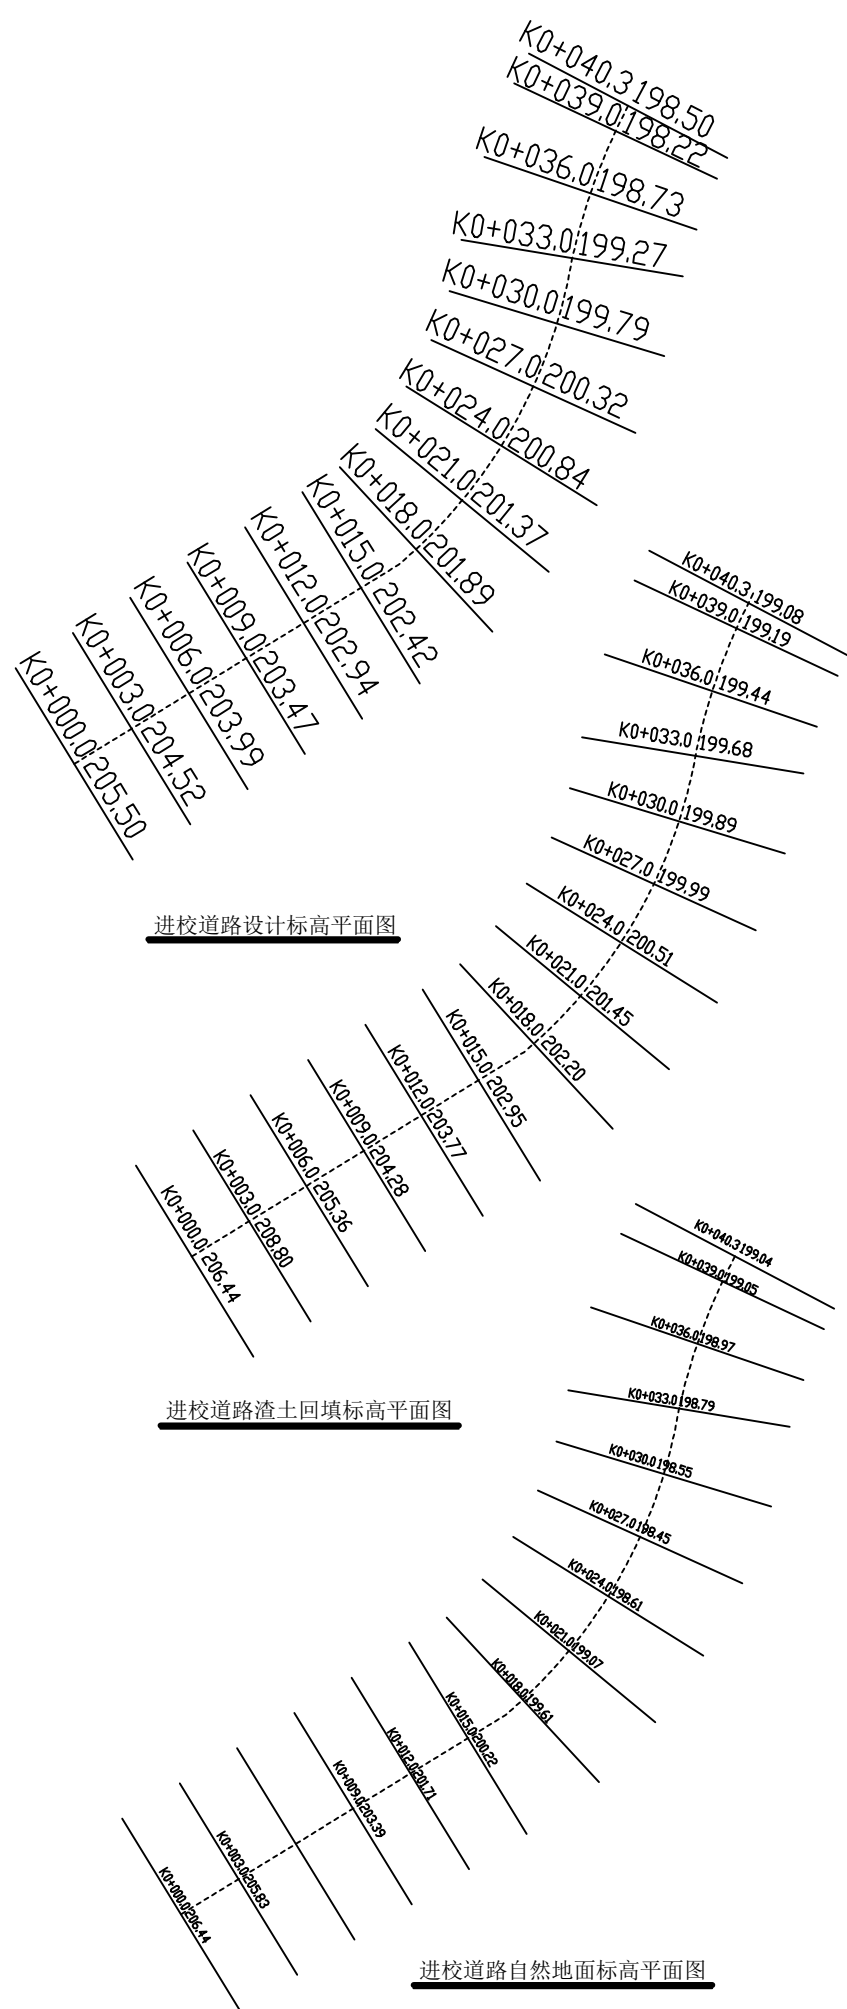 K0+040.3 198.50
K0+039.0 198.22
K0+036.0 198.73
K0+033.0 199.27
K0+030.0 199.79
K0+027.0 200.32
K0+024.0 200.84
K0+021.0 201.37
K0+018.0 201.89
K0+015.0 202.42
K0+012.0 202.94
K0+009.0 203.47
K0+006.0 203.99
K0+003.0 204.52
K0+000.0 205.50
进校道路设计标高平面图
K0+040.3 199.08
K0+039.0 199.19
K0+036.0 199.44
K0+033.0 199.68
K0+030.0 199.89
K0+027.0 199.99
K0+024.0 200.51
K0+021.0 201.45
K0+018.0 202.20
K0+015.0 202.95
K0+012.0 203.77
K0+009.0 204.28
K0+006.0 205.36
K0+003.0 208.80
K0+000.0 206.44
进校道路渣土回填标高平面图
K0+040.3 199.04
K0+039.0 199.05
K0+036.0 198.97
K0+033.0 198.79
K0+030.0 198.55
K0+027.0 198.45
K0+024.0 198.61
K0+021.0 199.07
K0+018.0 199.61
K0+015.0 200.22
K0+012.0 201.71
K0+009.0 203.39
K0+003.0 205.83
K0+000.0 206.44
进校道路自然地面标高平面图